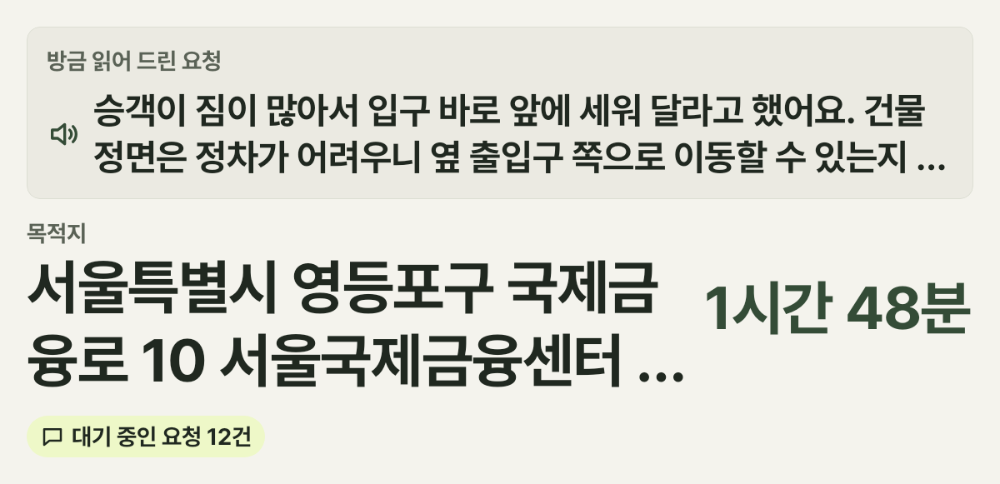 방금 읽어 드린 요청
승객이 짐이 많아서 입구 바로 앞에 세워 달라고 했어요. 건물
정면은 정차가 어려우니 옆 출입구 쪽으로 이동할 수 있는지 ...
목적지
서울특별시 영등포구 국제금
융로 10 서울국제금융센터 ...
1시간 48분
대기 중인 요청 12건